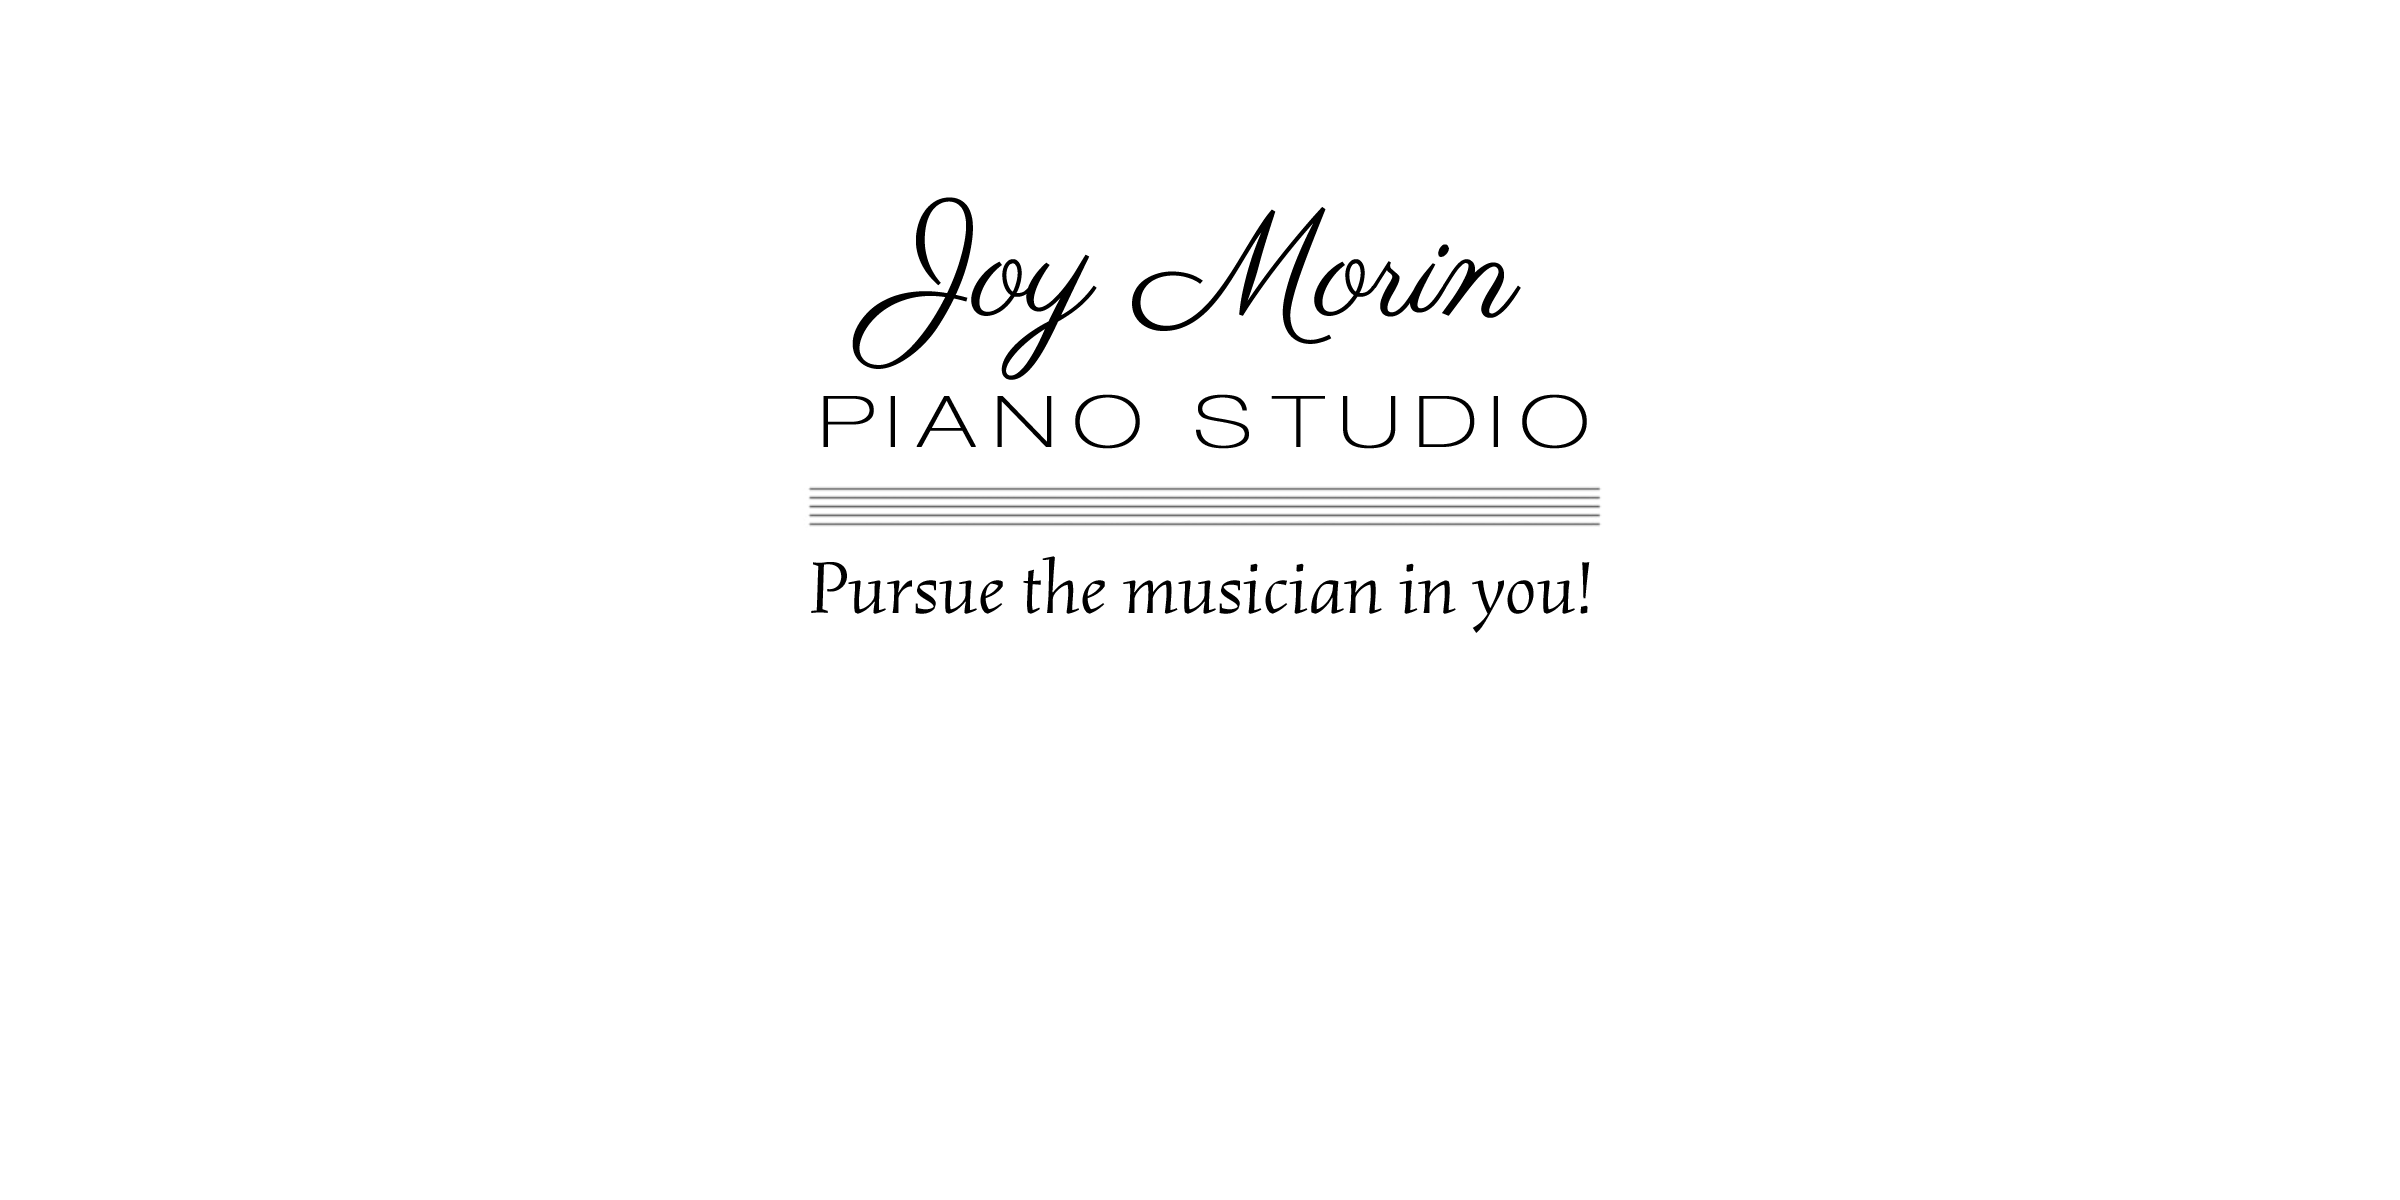 Joy Morin
PIANO STUDIO
Pursue the musician in you!